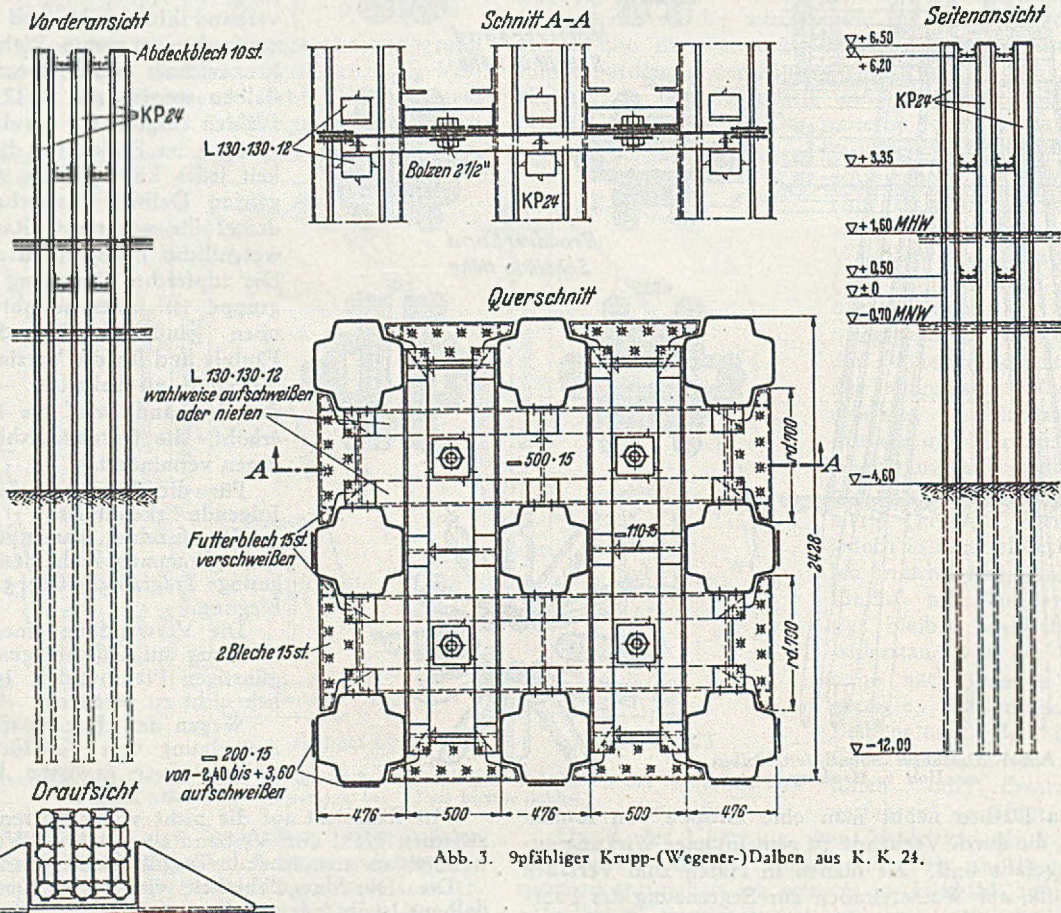 Vorderansicht
Abdeckblech 10 st.
KP 24
Schnitt A-A
L 130·130·12
Bolzen 2 1/2"
KP 24
Seitenansicht
+ 6,50
+ 6,20
KP 24
+ 3,35
+ 1,60 MHW
+ 0,50
± 0
-0,70 MNW
-4,60
-12,00
Querschnitt
L 130·130·12
wahlweise aufschweißen
oder nieten
A
A
500·15
110·15
Futterblech 15 st.
verschweißen
2 Bleche 15 st.
200·15
von -2,40 bis +3,60
aufschweißen
rd. 700
rd. 700
2428
476
500
509
476
Draufsicht
Abb. 3. 9pfähliger Krupp-(Wegener-)Dalben aus K. K. 24.